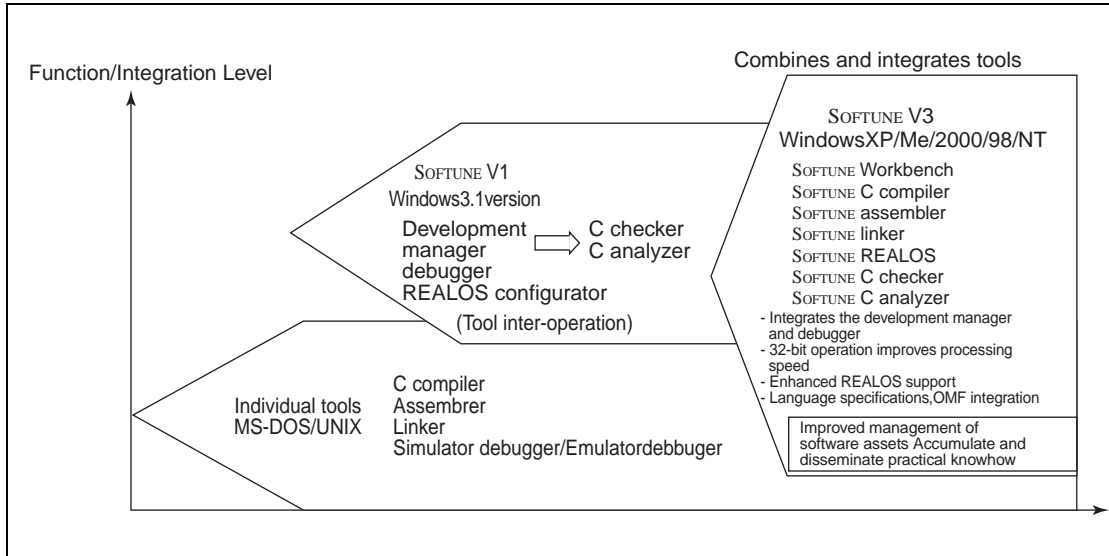 Function/Integration Level
Combines and integrates tools
SOFTUNE V3
WindowsXP/Me/2000/98/NT
SOFTUNE Workbench
SOFTUNE C compiler
SOFTUNE assembler
SOFTUNE linker
SOFTUNE REALOS
SOFTUNE C checker
SOFTUNE C analyzer
- Integrates the development manager
and debugger
- 32-bit operation improves processing
speed
- Enhanced REALOS support
- Language specifications,OMF integration
Improved management of
software assets Accumulate and
disseminate practical knowhow
SOFTUNE V1
Windows3.1version
Development
manager
debugger
REALOS configurator
C checker
C analyzer
(Tool inter-operation)
Individual tools
MS-DOS/UNIX
C compiler
Assembrer
Linker
Simulator debugger/Emulatordebbuger